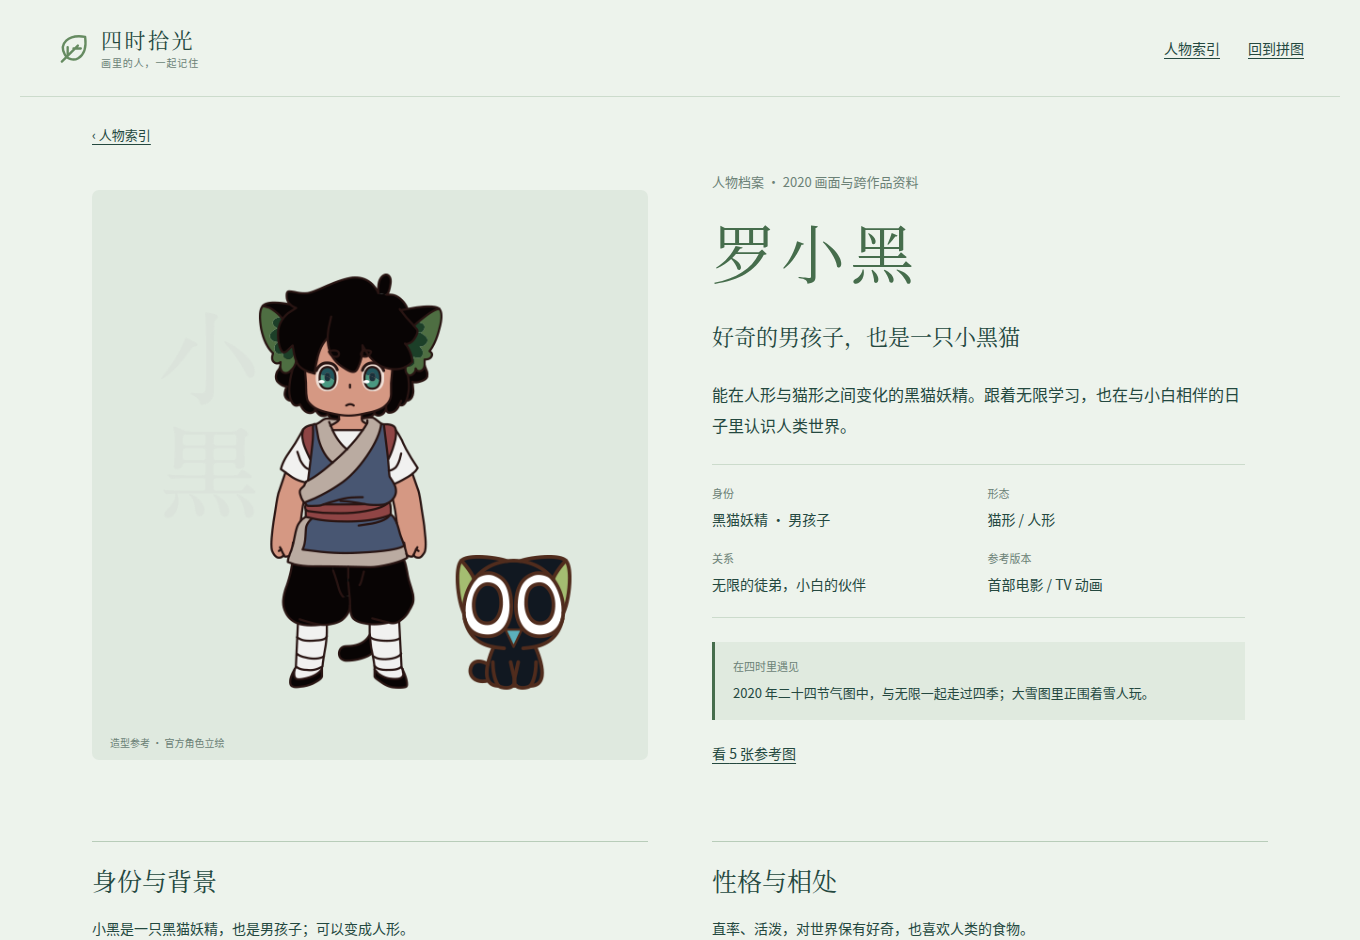 四时拾光
画里的人，一起记住
人物索引
回到拼图
‹ 人物索引
小黑
造型参考 · 官方角色立绘
人物档案 · 2020 画面与跨作品资料
罗小黑
好奇的男孩子，也是一只小黑猫
能在人形与猫形之间变化的黑猫妖精。跟着无限学习，也在与小白相伴的日
子里认识人类世界。
身份
黑猫妖精 · 男孩子
形态
猫形 / 人形
关系
无限的徒弟，小白的伙伴
参考版本
首部电影 / TV 动画
在四时里遇见
2020 年二十四节气图中，与无限一起走过四季；大雪图里正围着雪人玩。
看 5 张参考图
身份与背景
小黑是一只黑猫妖精，也是男孩子；可以变成人形。
性格与相处
直率、活泼，对世界保有好奇，也喜欢人类的食物。